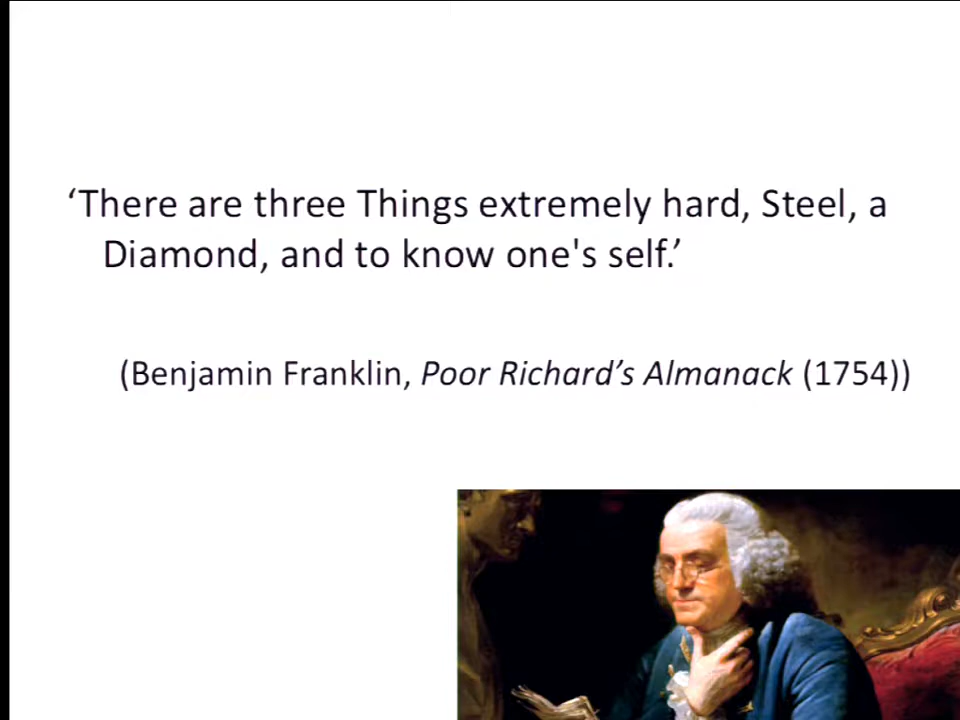 ‘There are three Things extremely hard, Steel, a
Diamond, and to know one's self.’
(Benjamin Franklin, Poor Richard’s Almanack (1754))